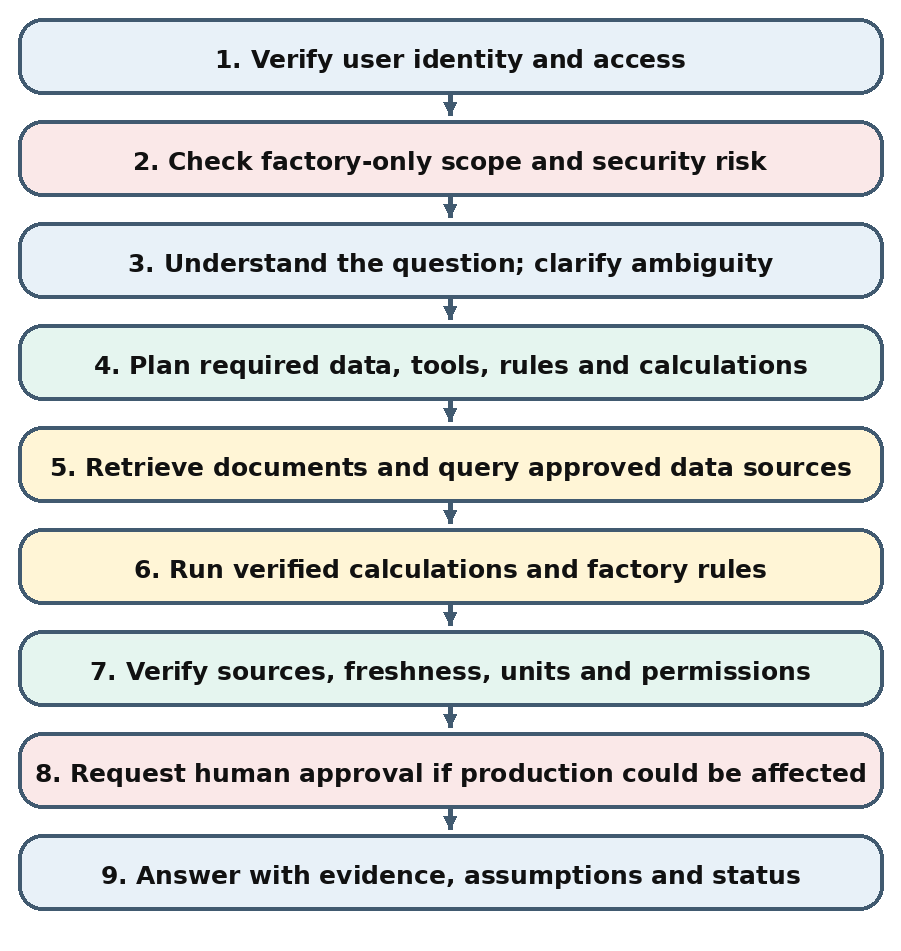 1. Verify user identity and access
2. Check factory-only scope and security risk
3. Understand the question; clarify ambiguity
4. Plan required data, tools, rules and calculations
5. Retrieve documents and query approved data sources
6. Run verified calculations and factory rules
7. Verify sources, freshness, units and permissions
8. Request human approval if production could be affected
9. Answer with evidence, assumptions and status